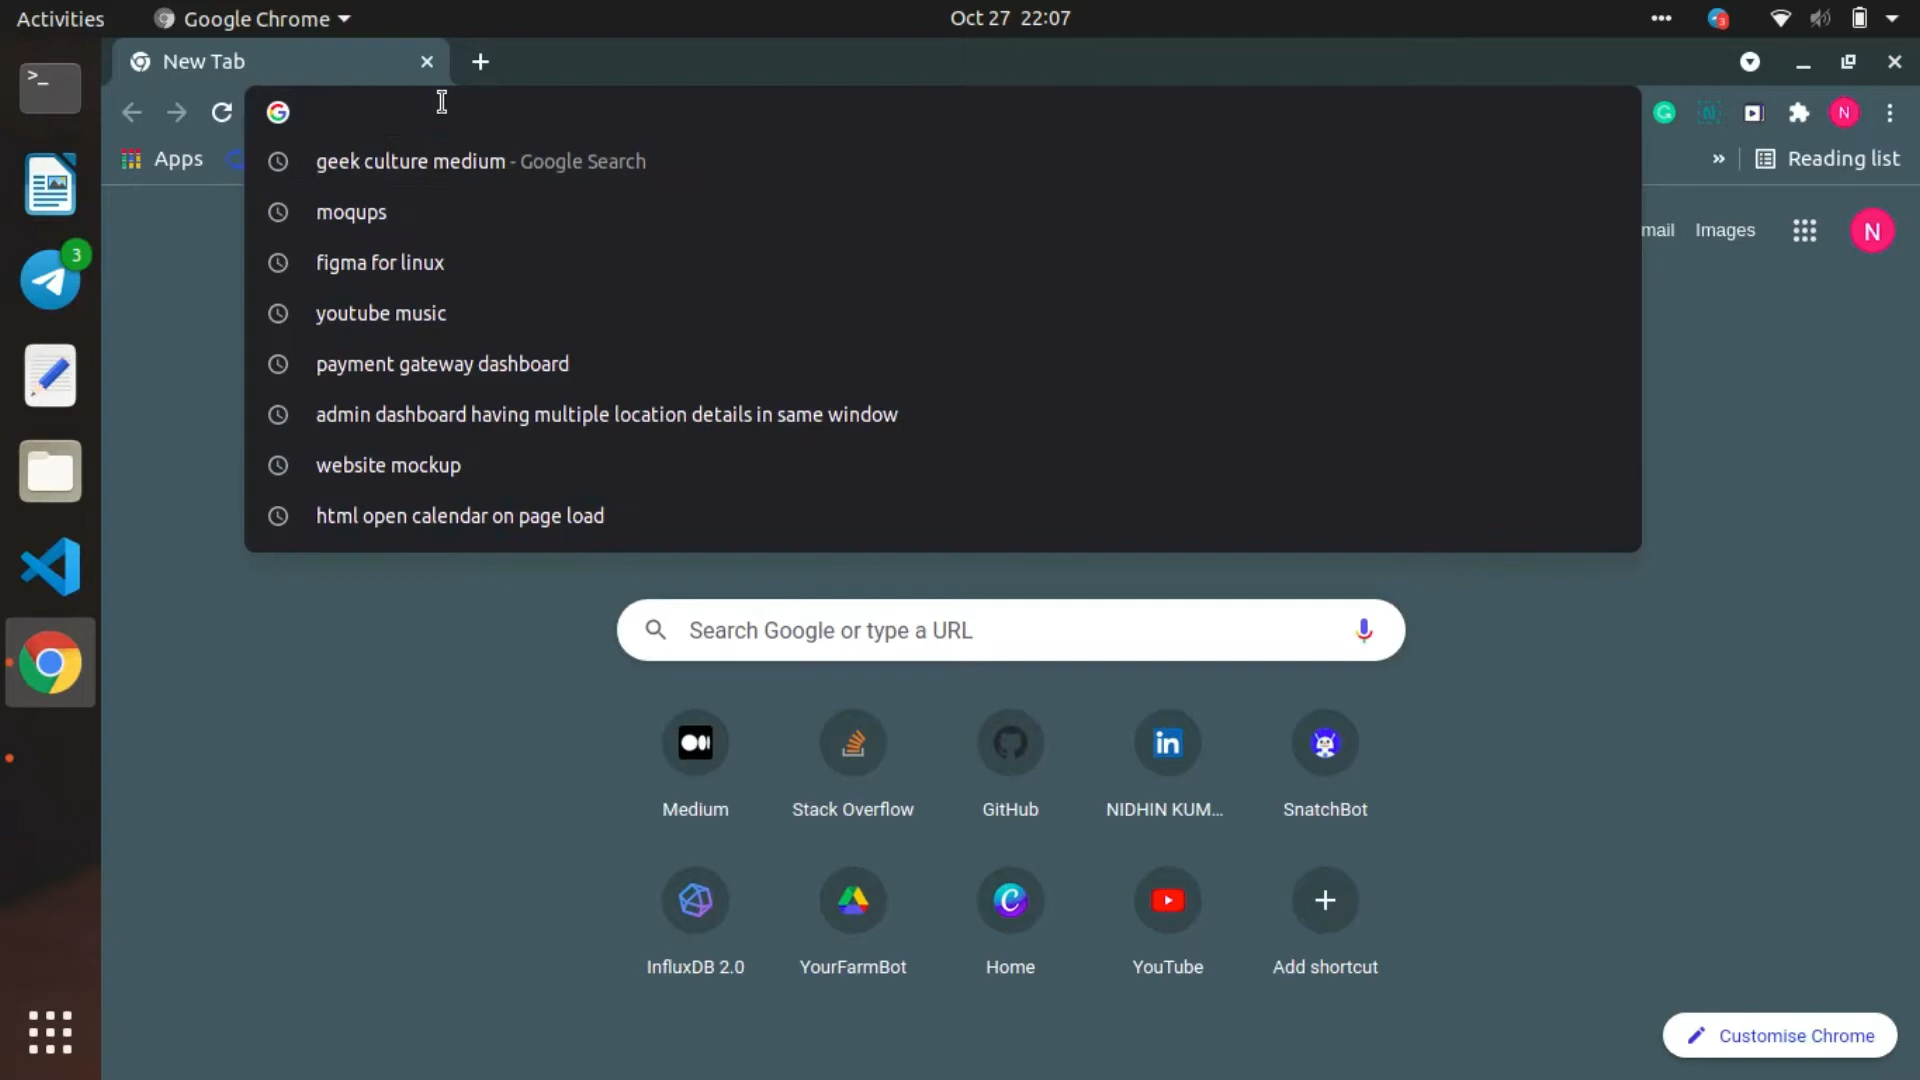 Activities
Google Chrome
Oct 27 22:07
New Tab
Apps
Reading list
geek culture medium - Google Search
moqups
figma for linux
youtube music
payment gateway dashboard
admin dashboard having multiple location details in same window
website mockup
html open calendar on page load
mail
Images
N
N
3
3
>_
Search Google or type a URL
Medium
Stack Overflow
GitHub
NIDHIN KUM...
SnatchBot
InfluxDB 2.0
YourFarmBot
Home
YouTube
Add shortcut
Customise Chrome